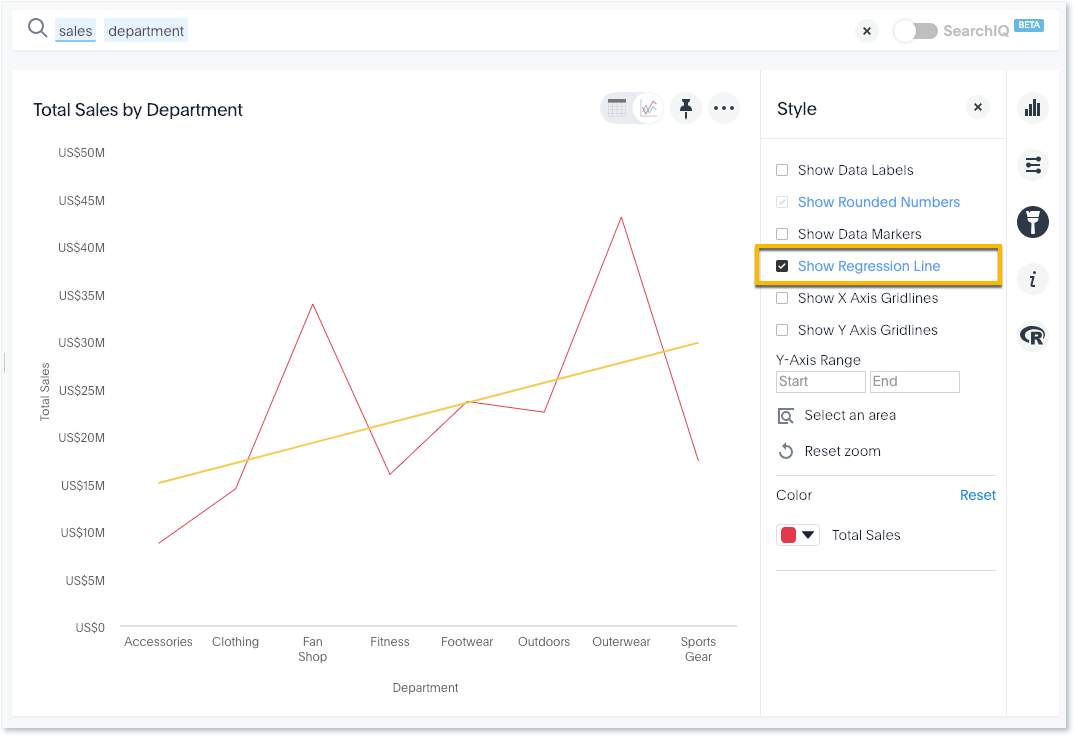 sales department
SearchIQ BETA
Total Sales by Department
US$50M
US$45M
US$40M
US$35M
US$30M
US$25M
US$20M
US$15M
US$10M
US$5M
US$0
Total Sales
Accessories Clothing Fan Shop Fitness Footwear Outdoors Outerwear Sports Gear
Department
Style
Show Data Labels
Show Rounded Numbers
Show Data Markers
Show Regression Line
Show X Axis Gridlines
Show Y Axis Gridlines
Y-Axis Range
Start End
Select an area
Reset zoom
Color Reset
Total Sales
i
R